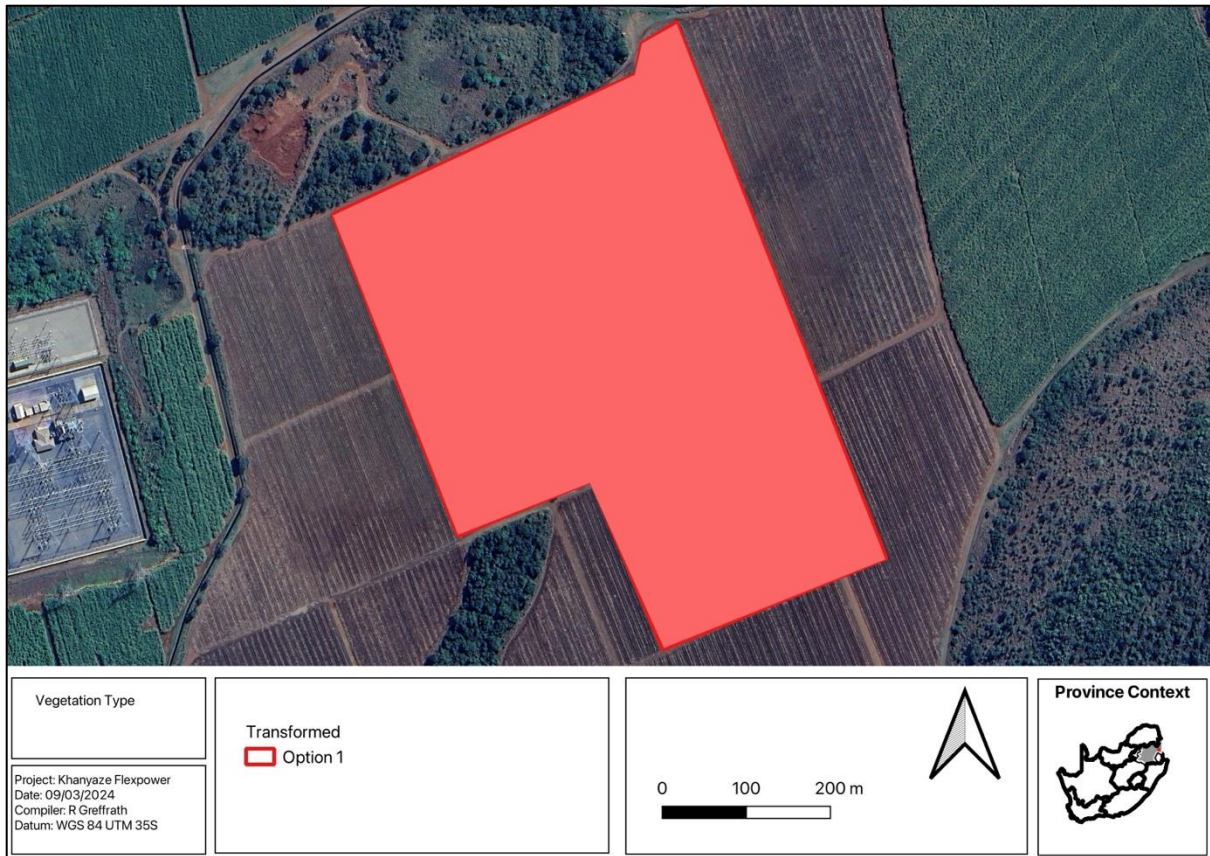 Vegetation Type
Project: Khanyaze Flexpower
Date: 09/03/2024
Compiler: R Greffrath
Datum: WGS 84 UTM 35S
Transformed
Option 1
0 100 200 m
Province Context